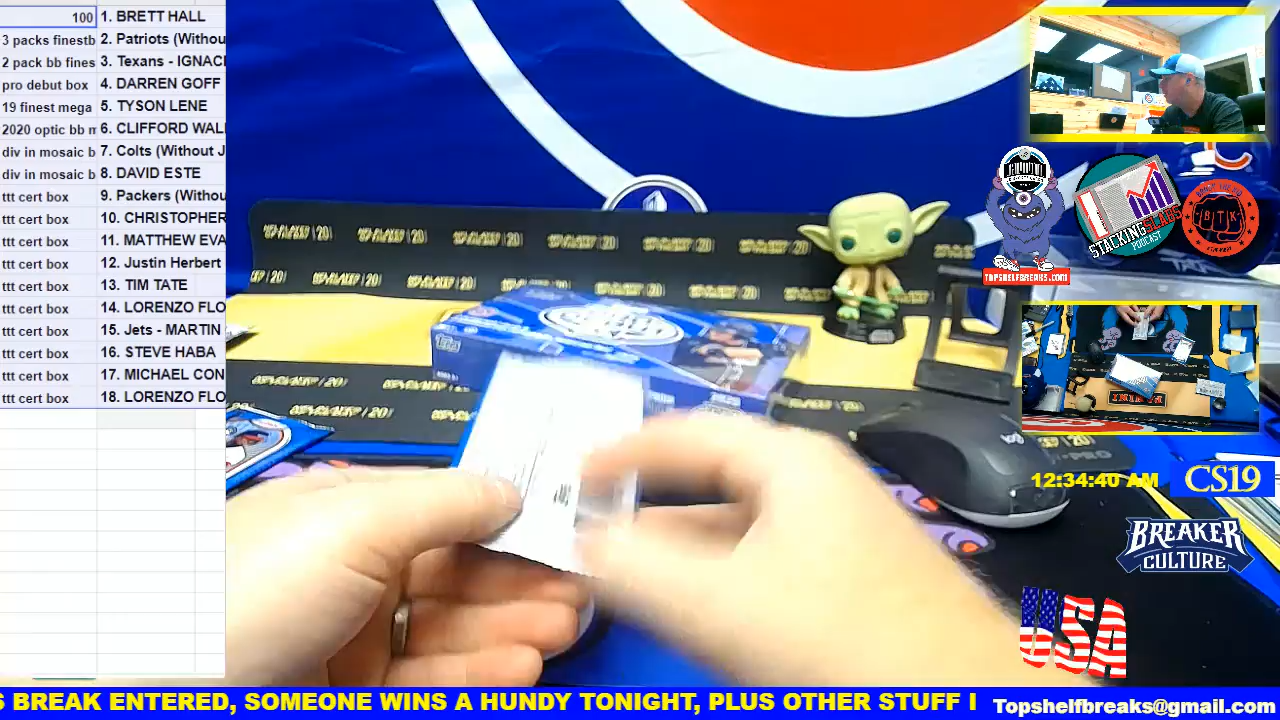 100 1. BRETT HALL
3 packs finestb 2. Patriots (Withou
2 pack bb fines 3. Texans - IGNACI
pro debut box 4. DARREN GOFF
19 finest mega 5. TYSON LENE
2020 optic bb m 6. CLIFFORD WAL
div in mosaic b 7. Colts (Without J
div in mosaic b 8. DAVID ESTE
ttt cert box 9. Packers (Withou
ttt cert box 10. CHRISTOPHER
ttt cert box 11. MATTHEW EVA
ttt cert box 12. Justin Herbert
ttt cert box 13. TIM TATE
ttt cert box 14. LORENZO FLO
ttt cert box 15. Jets - MARTIN
ttt cert box 16. STEVE HABA
ttt cert box 17. MICHAEL CON
ttt cert box 18. LORENZO FLO
TOPSHELFBREAKS.COM
STACKING SLABS
PODCAST
BTK
Topps
12:34:40 AM
CS19
BREAKER
CULTURE
USA
S BREAK ENTERED, SOMEONE WINS A HUNDY TONIGHT, PLUS OTHER STUFF I
Topshelfbreaks@gmail.com